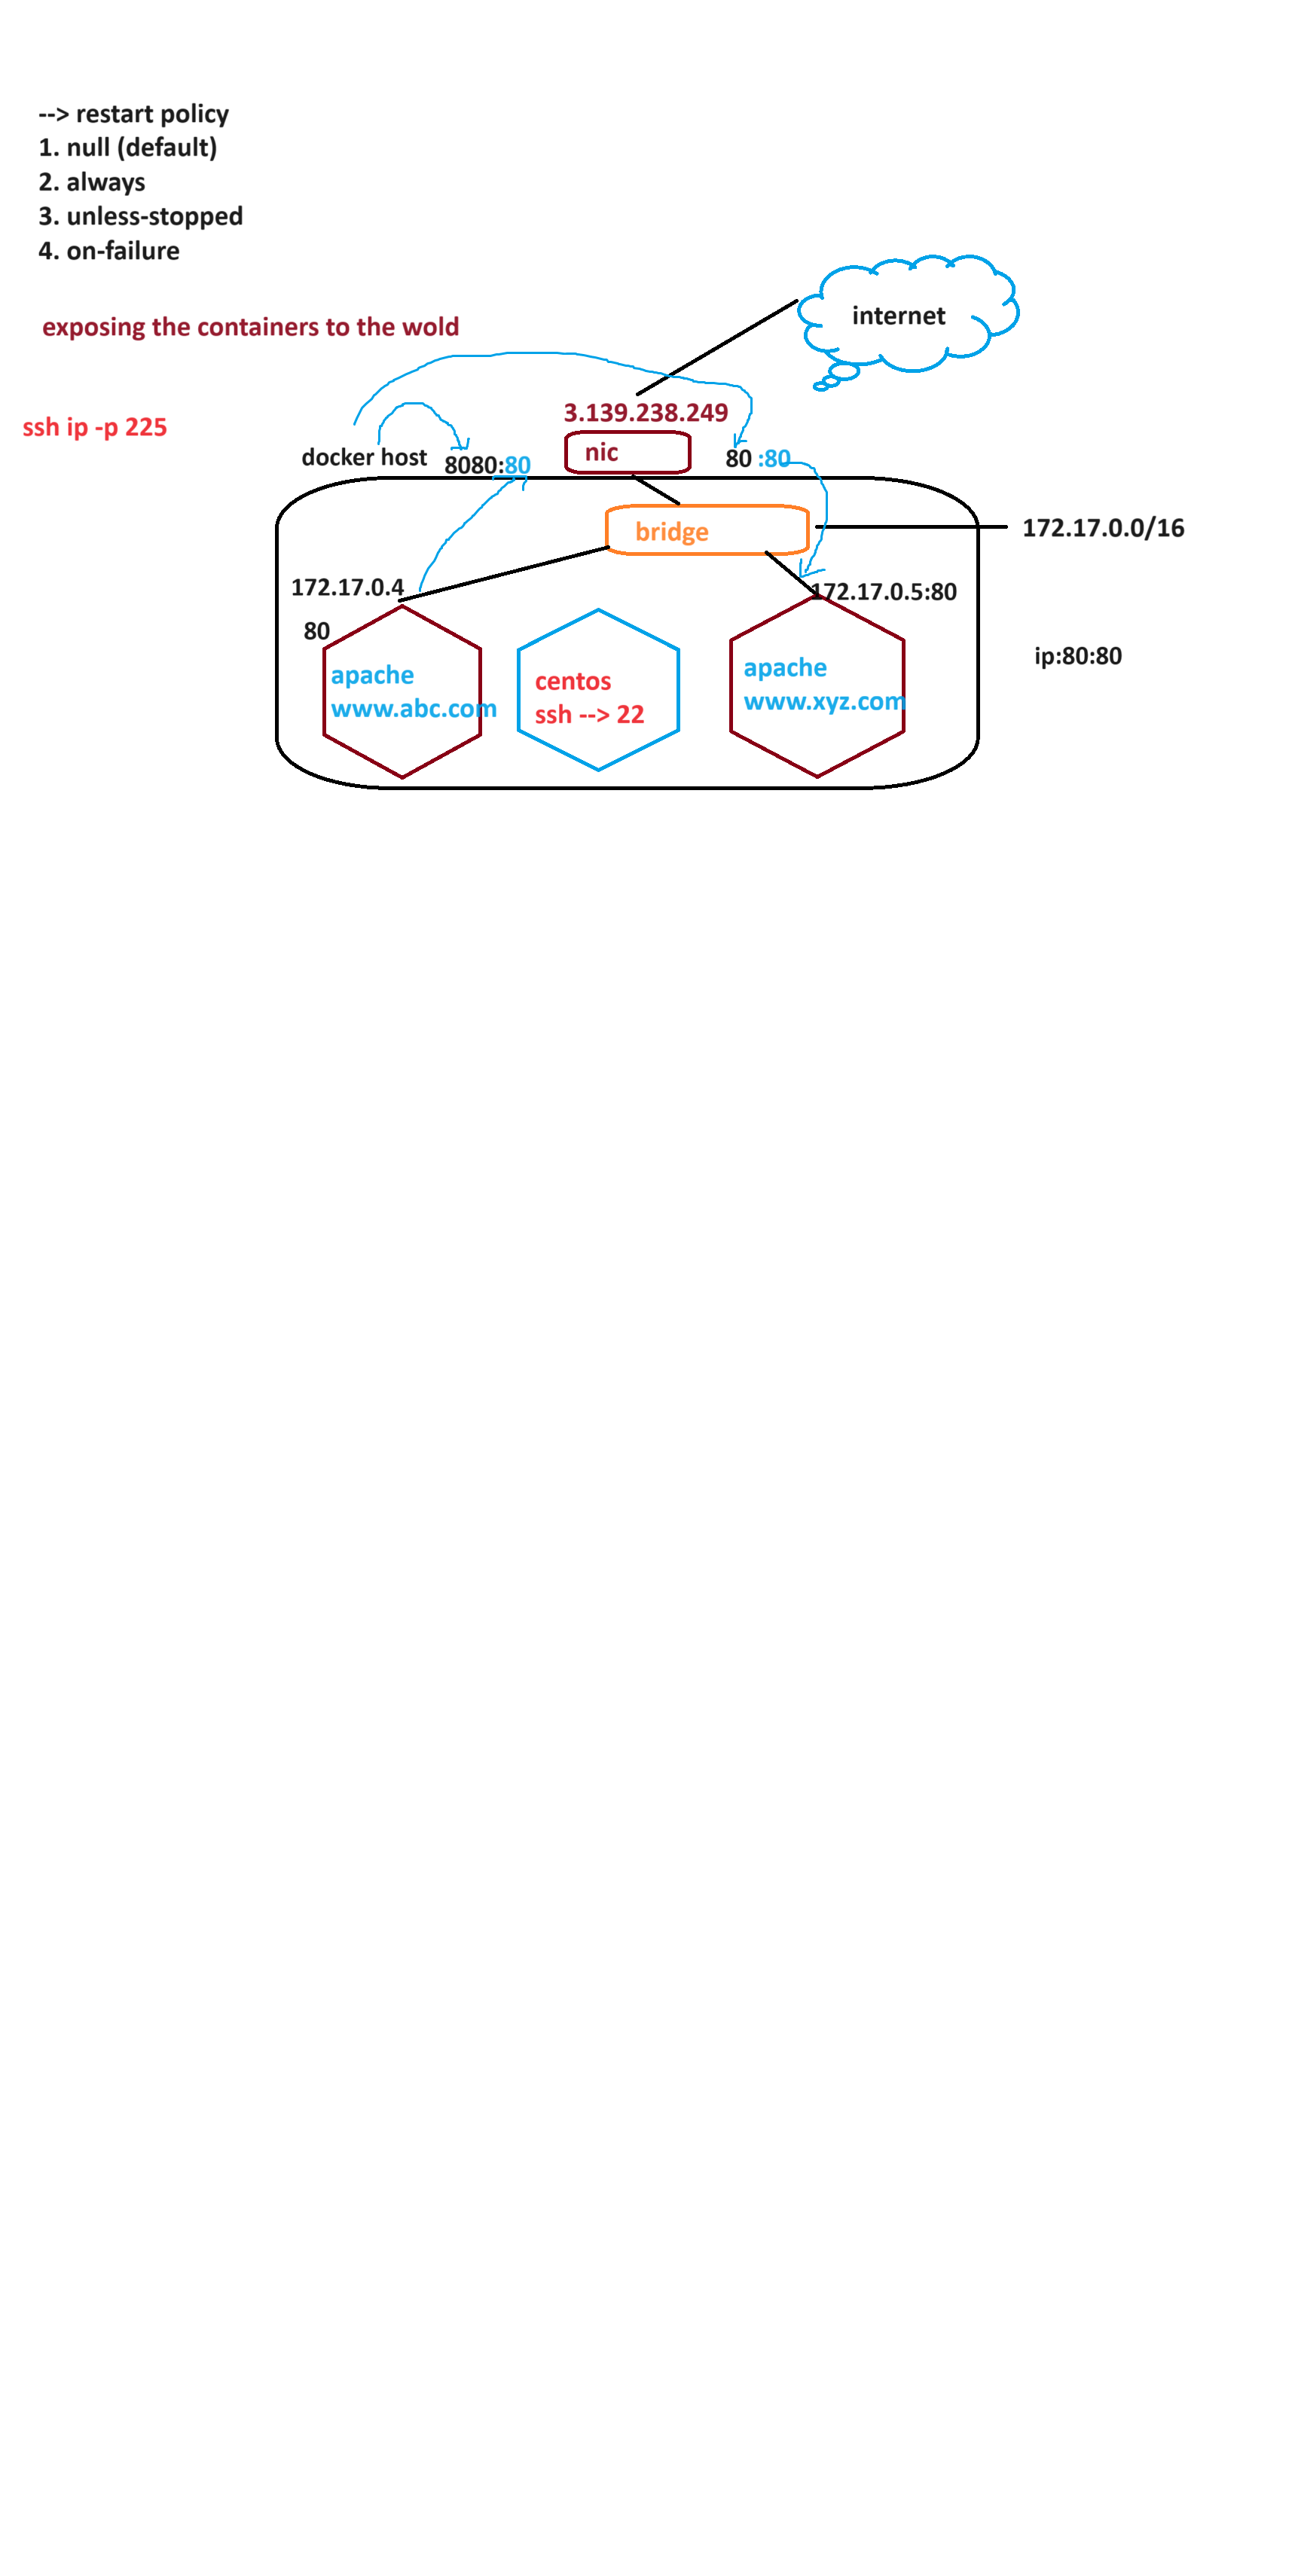 --> restart policy
1. null (default)
2. always
3. unless-stopped
4. on-failure
internet
exposing the containers to the wold
3.139.238.249
ssh ip -p 225
docker host
8080:80
nic
80 :80
bridge
172.17.0.0/16
172.17.0.4
172.17.0.5:80
80
ip:80:80
apache
www.abc.com
centos
ssh --> 22
apache
www.xyz.com